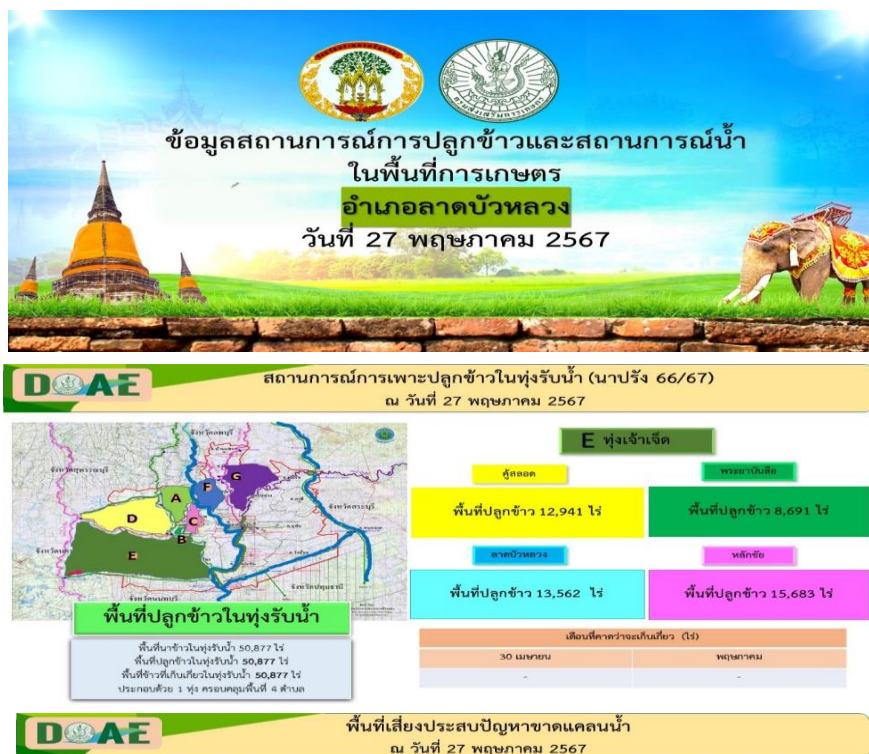 ข้อมูลสถานการณ์การปลูกข้าวและสถานการณ์น้ำ
ในพื้นที่การเกษตร
อำเภอลาดบัวหลวง
วันที่ 27 พฤษภาคม 2567
DOAE
สถานการณ์การเพาะปลูกข้าวในทุ่งรับน้ำ (นาปรัง 66/67)
ณ วันที่ 27 พฤษภาคม 2567
A
B
C
D
E
F
G
พื้นที่ปลูกข้าวในทุ่งรับน้ำ
พื้นที่นาข้าวในทุ่งรับน้ำ 50,877 ไร่
พื้นที่ปลูกข้าวในทุ่งรับน้ำ 50,877 ไร่
พื้นที่ข้าวที่เก็บเกี่ยวในทุ่งรับน้ำ 50,877 ไร่
ประกอบด้วย 1 ทุ่ง ครอบคลุมพื้นที่ 4 ตำบล
E ทุ่งเจ้าเจ็ด
คู้สลอด
พื้นที่ปลูกข้าว 12,941 ไร่
พระยาบันลือ
พื้นที่ปลูกข้าว 8,691 ไร่
ลาดบัวหลวง
พื้นที่ปลูกข้าว 13,562 ไร่
หลักชัย
พื้นที่ปลูกข้าว 15,683 ไร่
เดือนที่คาดว่าจะเก็บเกี่ยว (ไร่)
30 เมษายน พฤษภาคม
- -
DOAE
พื้นที่เสี่ยงประสบปัญหาขาดแคลนน้ำ
ณ วันที่ 27 พฤษภาคม 2567